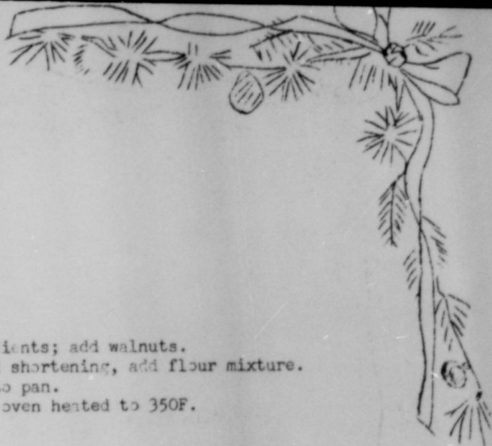 ients; add walnuts.
shortening, add flour mixture.
o pan.
oven heated to 350F.